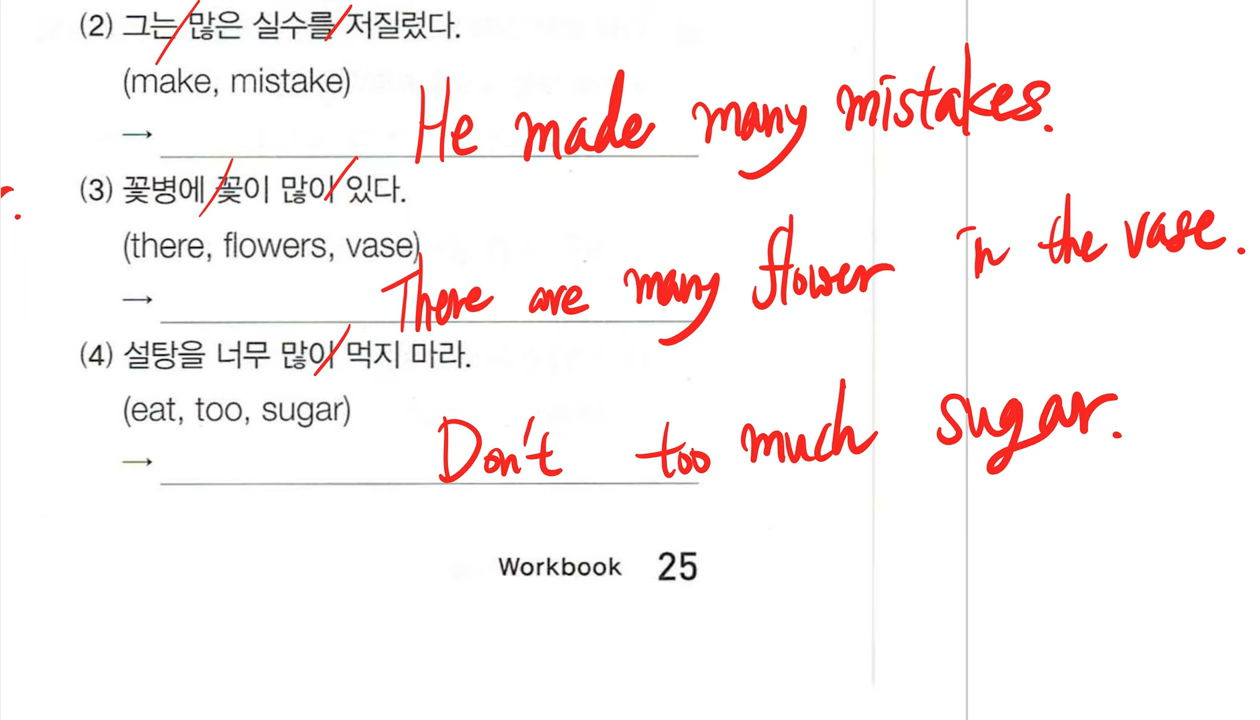 (2) 그는 많은 실수를 저질렀다.
(make, mistake)
→ He made many mistakes.
(3) 꽃병에 꽃이 많이 있다.
(there, flowers, vase)
→ There are many flower in the vase.
(4) 설탕을 너무 많이 먹지 마라.
(eat, too, sugar)
→ Don't too much sugar.
Workbook 25